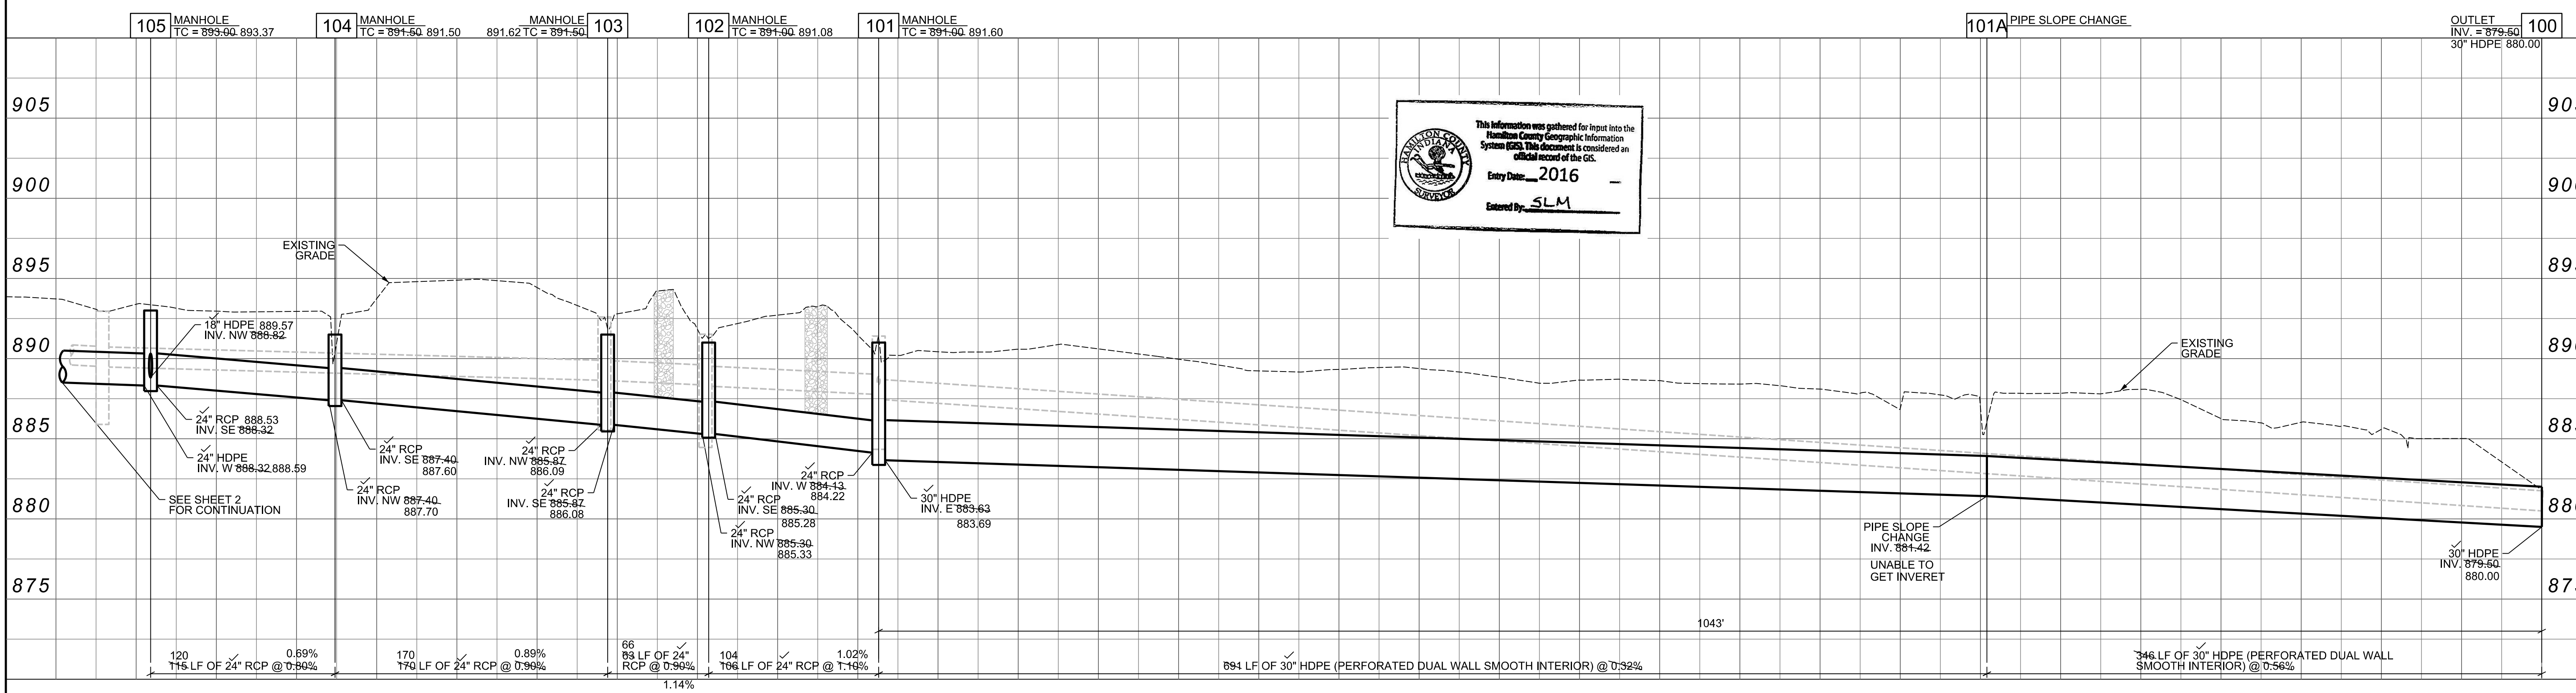 105 MANHOLE
TC = 893.00 893.37
104 MANHOLE
TC = 891.50 891.50
MANHOLE 103
891.62 TC = 891.50
102 MANHOLE
TC = 891.00 891.08
101 MANHOLE
TC = 891.00 891.60
101A PIPE SLOPE CHANGE
OUTLET 100
INV. = 879.50
30" HDPE 880.00
905
900
895
890
885
880
875
This information was gathered for input into the
Hamilton County Geographic Information
System (GIS). This document is considered an
official record of the GIS.
Entry Date: 2016
Entered By: SLM
HAMILTON COUNTY
INDIANA
SURVEYOR
EXISTING
GRADE
18" HDPE 889.57
INV. NW 888.82
24" RCP 888.53
INV. SE 888.32
24" HDPE
INV. W 888.32 888.59
SEE SHEET 2
FOR CONTINUATION
24" RCP
INV. SE 887.40
887.60
24" RCP
INV. NW 887.40
887.70
24" RCP
INV. NW 885.87
886.09
24" RCP
INV. SE 885.87
886.08
24" RCP
INV. SE 885.30
885.28
24" RCP
INV. NW 885.30
885.33
24" RCP
INV. W 884.13
884.22
30" HDPE
INV. E 883.63
883.69
EXISTING
GRADE
PIPE SLOPE
CHANGE
INV. 881.42
UNABLE TO
GET INVERET
30" HDPE
INV. 879.50
880.00
1043'
120 0.69%
115 LF OF 24" RCP @ 0.80%
170 0.89%
170 LF OF 24" RCP @ 0.90%
66
63 LF OF 24"
RCP @ 0.90%
1.14%
104 1.02%
106 LF OF 24" RCP @ 1.10%
691 LF OF 30" HDPE (PERFORATED DUAL WALL SMOOTH INTERIOR) @ 0.32%
346 LF OF 30" HDPE (PERFORATED DUAL WALL
SMOOTH INTERIOR) @ 0.56%